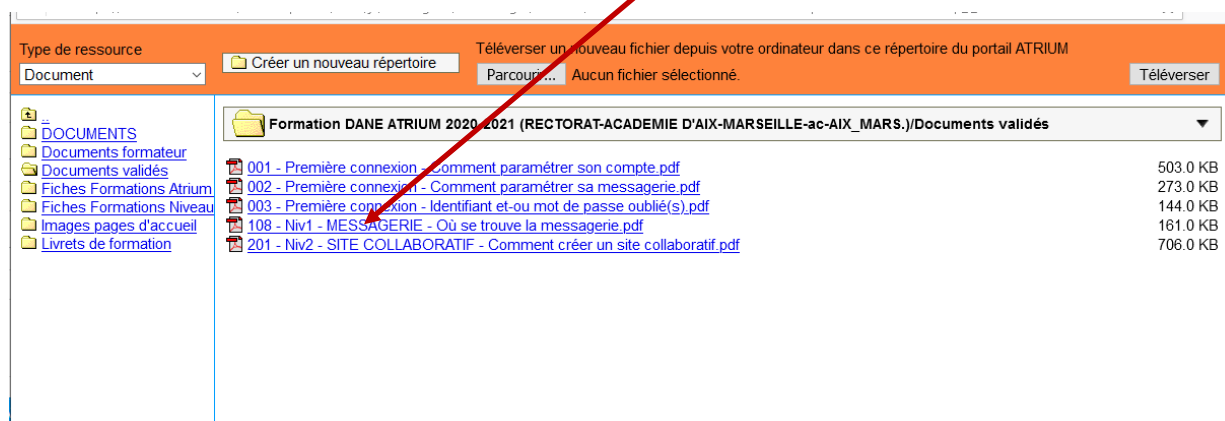 Type de ressource
Document
Créer un nouveau répertoire
Téléverser un nouveau fichier depuis votre ordinateur dans ce répertoire du portail ATRIUM
Parcourir... Aucun fichier sélectionné.
Téléverser
..
DOCUMENTS
Documents formateur
Documents validés
Fiches Formations Atrium
Fiches Formations Niveau
Images pages d'accueil
Livrets de formation
Formation DANE ATRIUM 2020-2021 (RECTORAT-ACADEMIE D'AIX-MARSEILLE-ac-AIX_MARS.)/Documents validés
001 - Première connexion - Comment paramétrer son compte.pdf 503.0 KB
002 - Première connexion - Comment paramétrer sa messagerie.pdf 273.0 KB
003 - Première connexion - Identifiant et-ou mot de passe oublié(s).pdf 144.0 KB
108 - Niv1 - MESSAGERIE - Où se trouve la messagerie.pdf 161.0 KB
201 - Niv2 - SITE COLLABORATIF - Comment créer un site collaboratif.pdf 706.0 KB